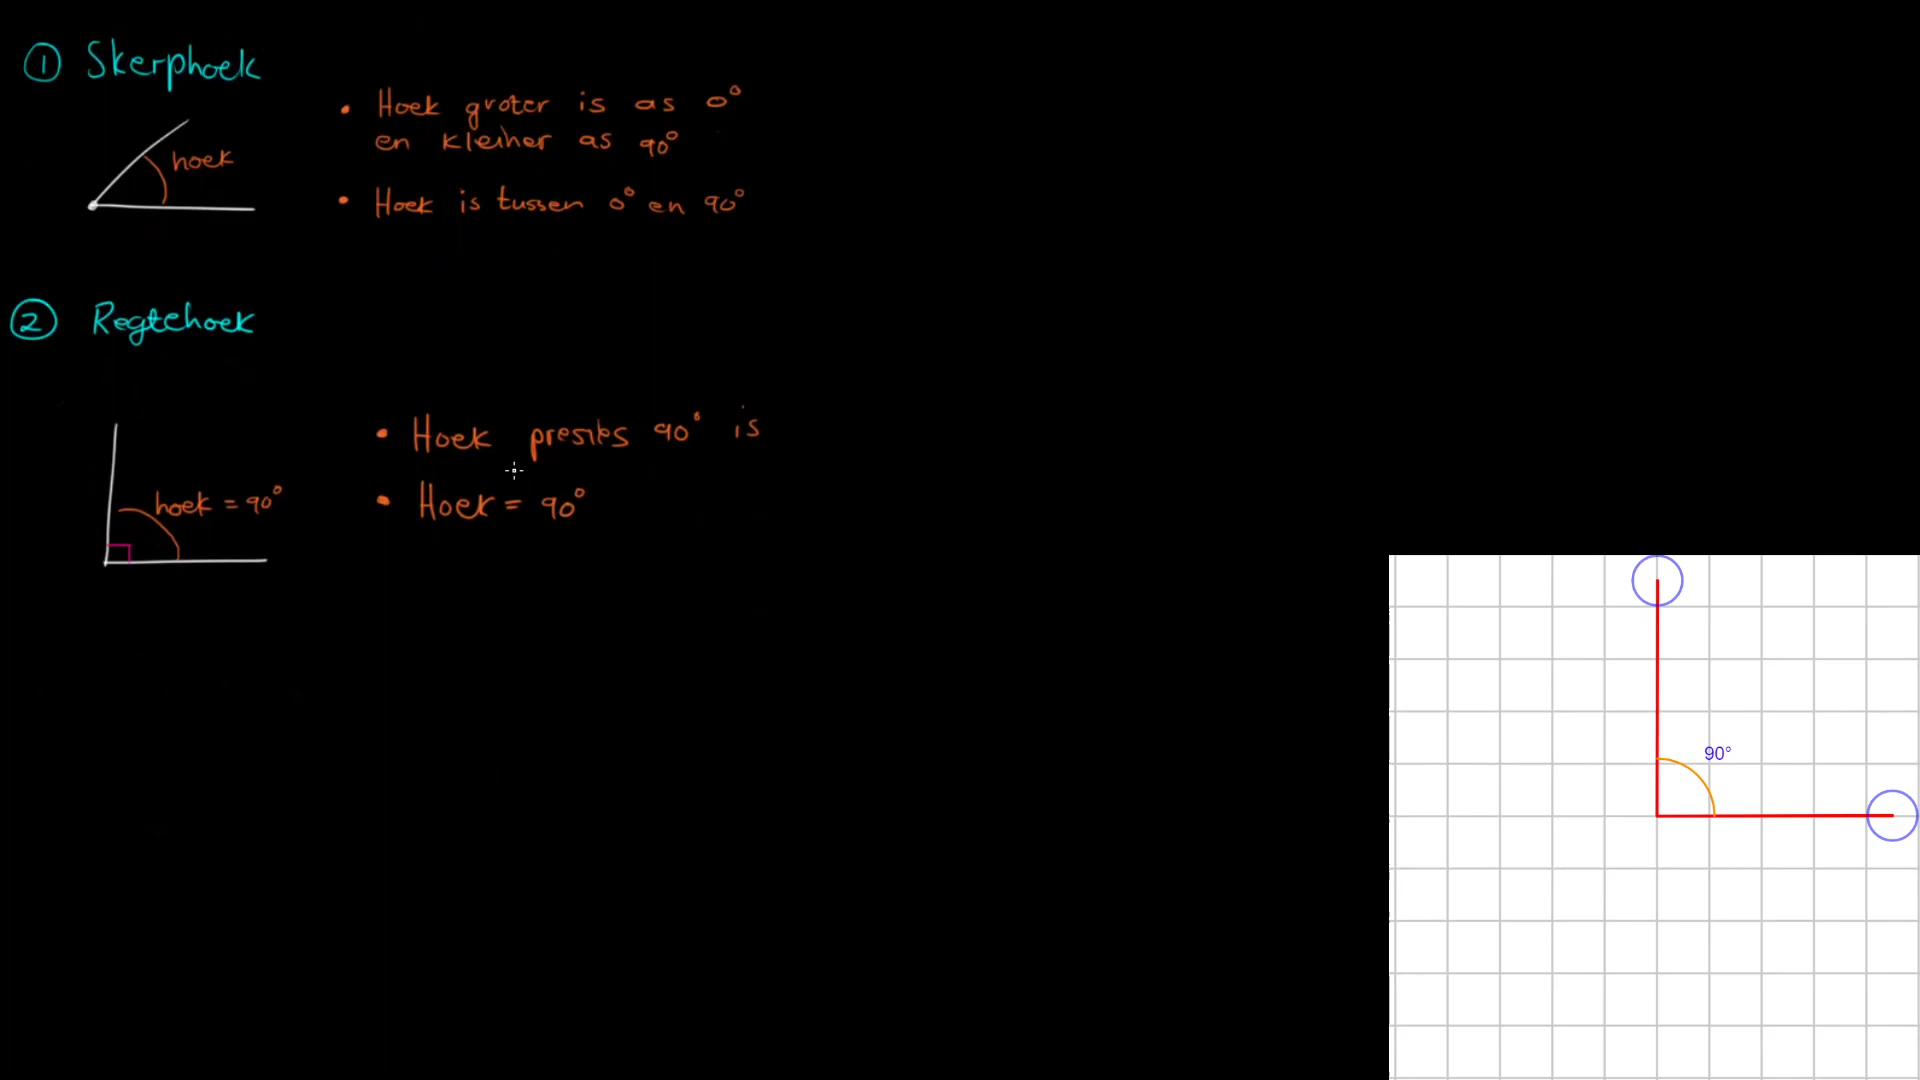 1 Skerphoek
• Hoek groter is as 0°
en kleiner as 90°
hoek
• Hoek is tussen 0° en 90°
2 Regtehoek
• Hoek presies 90° is
hoek = 90°
• Hoek = 90°
90°